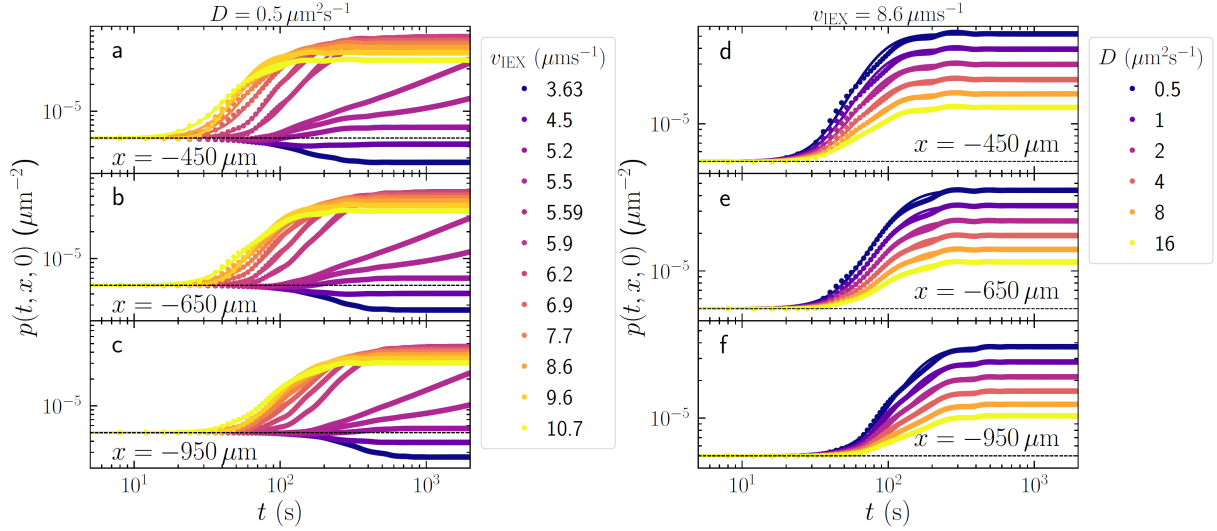 D = 0.5 μm²s⁻¹
v_IEX = 8.6 μms⁻¹
p(t, x, 0) (μm⁻²)
10⁻⁵
a
x = −450 μm
10⁻⁵
b
x = −650 μm
10⁻⁵
c
x = −950 μm
10¹ 10² 10³
t (s)
v_IEX (μms⁻¹)
3.63
4.5
5.2
5.5
5.59
5.9
6.2
6.9
7.7
8.6
9.6
10.7
p(t, x, 0) (μm⁻²)
10⁻⁵
d
x = −450 μm
10⁻⁵
e
x = −650 μm
10⁻⁵
f
x = −950 μm
10¹ 10² 10³
t (s)
D (μm²s⁻¹)
0.5
1
2
4
8
16